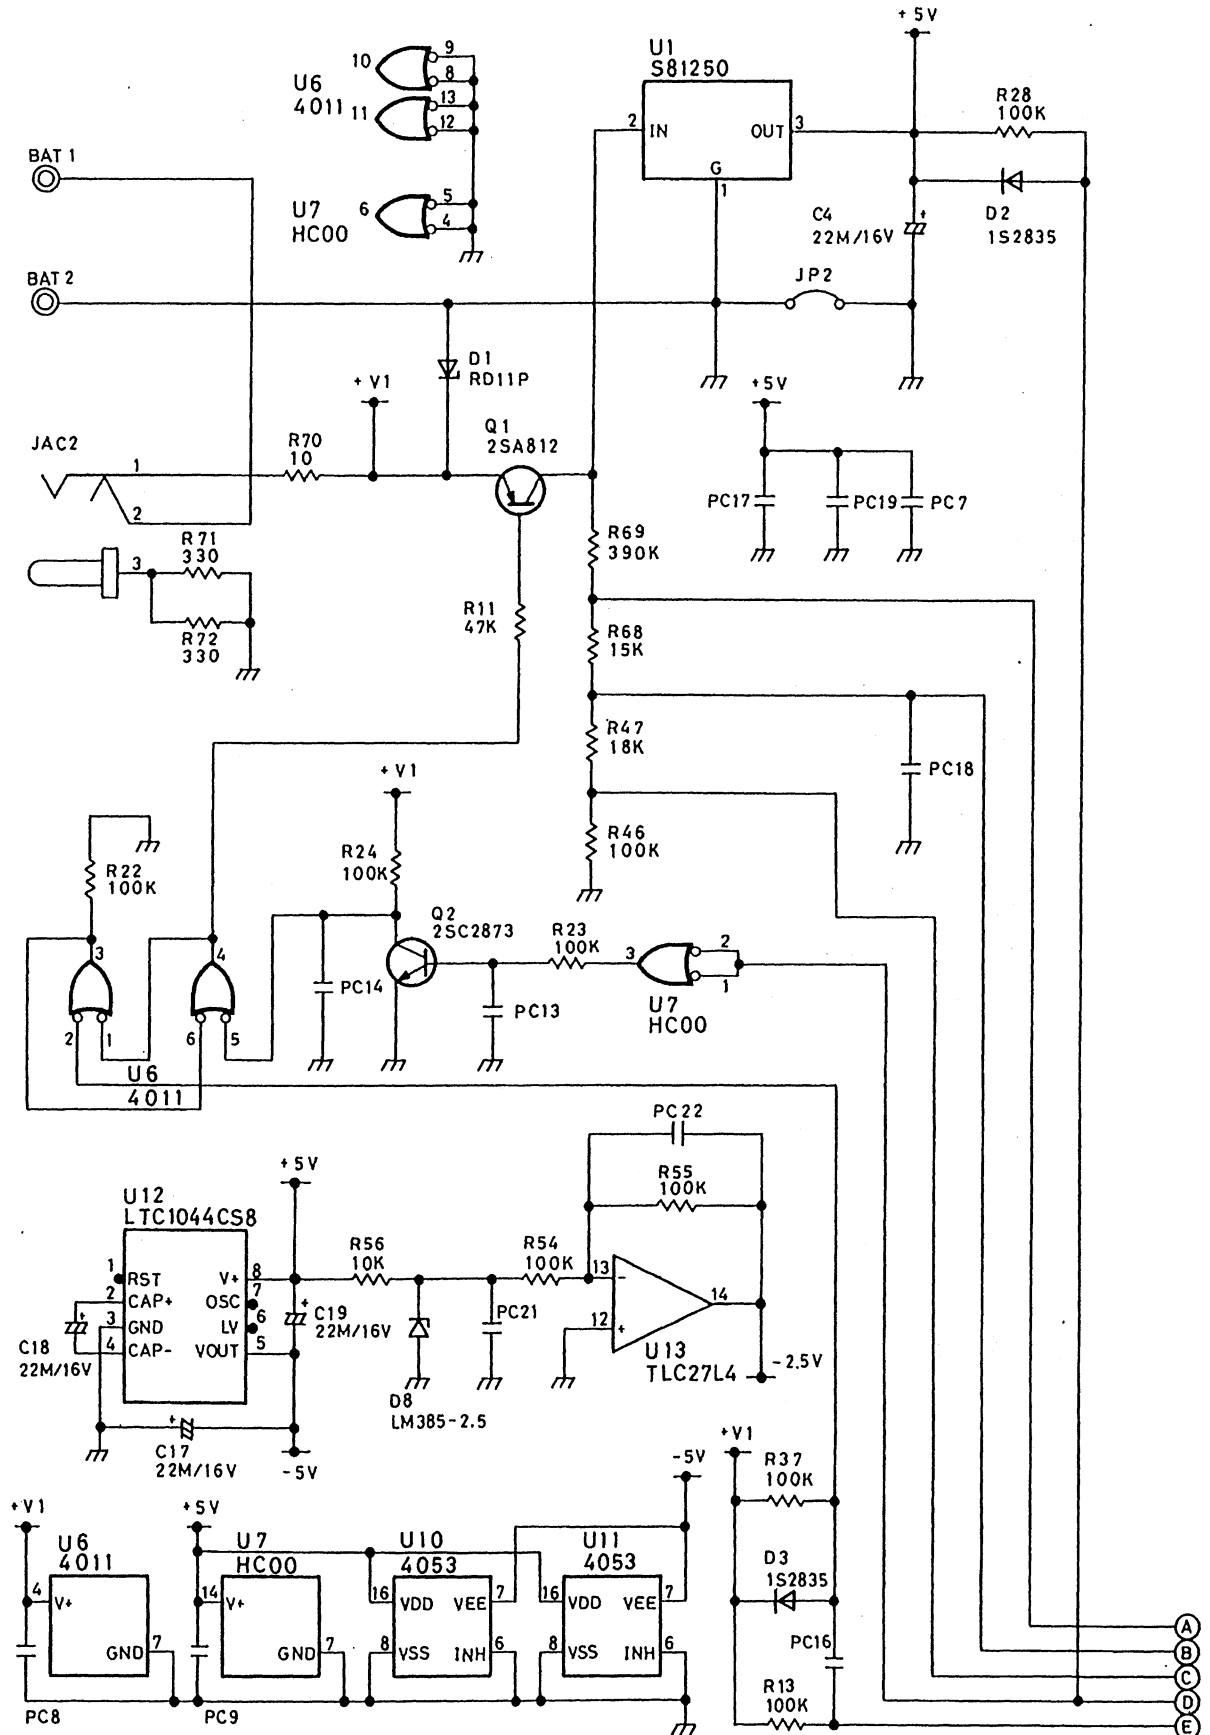 +5V
U1
S81250
2 IN OUT 3
G
1
R28
100K
D2
1S2835
C4
22M/16V
+
JP2
U6
4011
10 9
8
11 13
12
U7
HC00
6 5
4
BAT 1
BAT 2
D1
RD11P
+V1
Q1
2SA812
JAC2
1
R70
10
2
R71
330
3
R72
330
R11
47K
+5V
PC17
PC19
PC7
R69
390K
R68
15K
R47
18K
PC18
R46
100K
+V1
R24
100K
R22
100K
Q2
2SC2873
R23
100K
3 2
1
U7
HC00
PC14
PC13
3
4
2 1 6 5
U6
4011
PC22
R55
100K
+5V
U12
LTC1044CS8
1 RST V+ 8
2 CAP+ OSC 7
3 GND LV 6
4 CAP- VOUT 5
+
C18
22M/16V
+
C19
22M/16V
R56
10K
R54
100K
PC21
D8
LM385-2.5
13 -
12 +
14
U13
TLC27L4
-2.5V
+
C17
22M/16V
-5V
+V1
R37
100K
D3
1S2835
PC16
R13
100K
-5V
+V1
U6
4011
4 V+
GND 7
PC8
+5V
U7
HC00
14 V+
GND 7
PC9
U10
4053
16 VDD VEE 7
8 VSS INH 6
U11
4053
16 VDD VEE 7
8 VSS INH 6
A
B
C
D
E